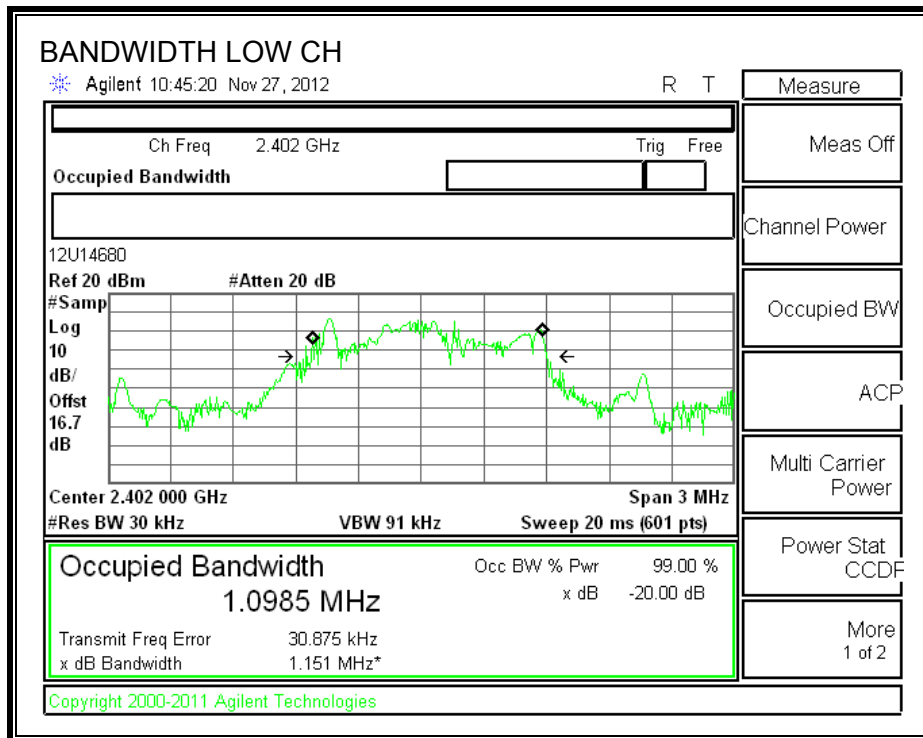 BANDWIDTH LOW CH
Agilent 10:45:20 Nov 27, 2012 R T
Measure
Ch Freq 2.402 GHz Trig Free
Occupied Bandwidth
Meas Off
Channel Power
12U14680
Ref 20 dBm #Atten 20 dB
#Samp
Log
10
dB/
Offst
16.7
dB
Occupied BW
ACP
Multi Carrier
Power
Center 2.402 000 GHz Span 3 MHz
#Res BW 30 kHz VBW 91 kHz Sweep 20 ms (601 pts)
Occupied Bandwidth Occ BW % Pwr 99.00 %
1.0985 MHz x dB -20.00 dB
Transmit Freq Error 30.875 kHz
x dB Bandwidth 1.151 MHz*
Power Stat
CCDF
More
1 of 2
Copyright 2000-2011 Agilent Technologies